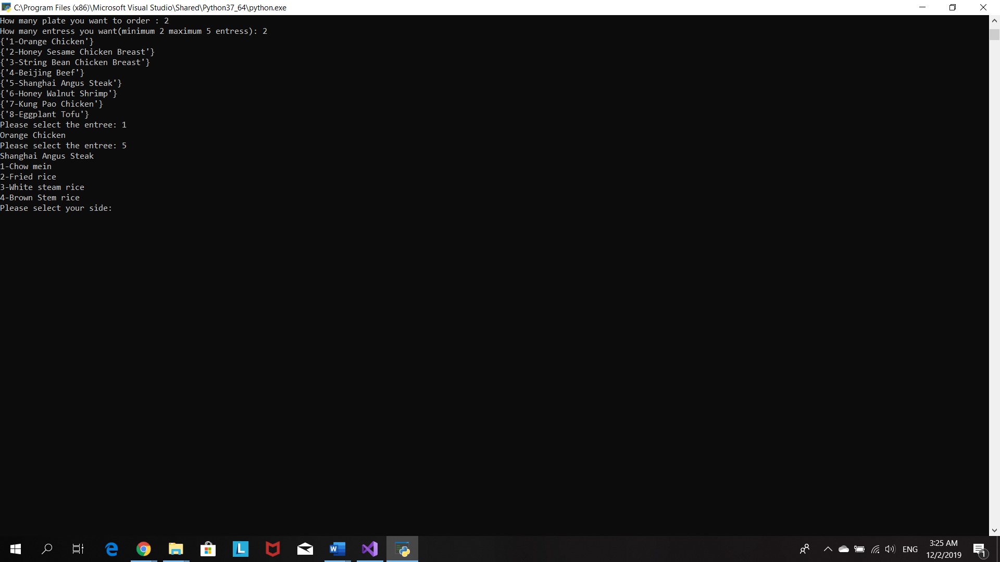 C:\Program Files (x86)\Microsoft Visual Studio\Shared\Python37_64\python.exe
How many plate you want to order : 2
How many entress you want(minimum 2 maximum 5 entress): 2
{'1-Orange Chicken'}
{'2-Honey Sesame Chicken Breast'}
{'3-String Bean Chicken Breast'}
{'4-Beijing Beef'}
{'5-Shanghai Angus Steak'}
{'6-Honey Walnut Shrimp'}
{'7-Kung Pao Chicken'}
{'8-Eggplant Tofu'}
Please select the entree: 1
Orange Chicken
Please select the entree: 5
Shanghai Angus Steak
1-Chow mein
2-Fried rice
3-White steam rice
4-Brown Stem rice
Please select your side:
L
W
ENG
3:25 AM
12/2/2019
1